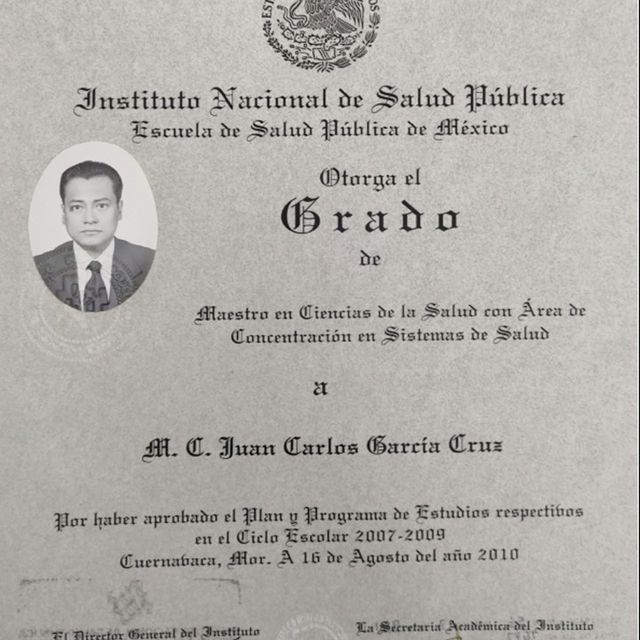 Instituto Nacional de Salud Pública
Escuela de Salud Pública de México
Otorga el
Grado
de
Maestro en Ciencias de la Salud con Área de
Concentración en Sistemas de Salud
a
M. C. Juan Carlos García Cruz
Por haber aprobado el Plan y Programa de Estudios respectivos
en el Ciclo Escolar 2007-2009
Cuernavaca, Mor. A 16 de Agosto del año 2010
El Director General del Instituto
La Secretaria Académica del Instituto